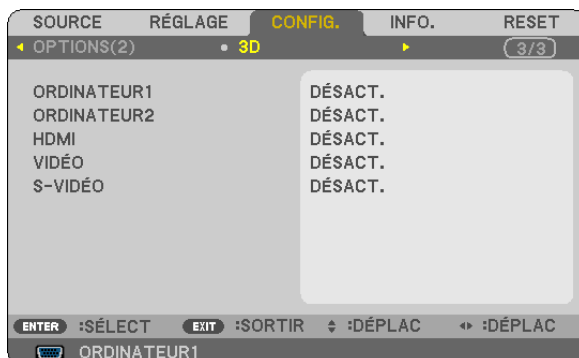 SOURCE RÉGLAGE CONFIG. INFO. RESET
OPTIONS(2) 3D 3/3
ORDINATEUR1 DÉSACT.
ORDINATEUR2 DÉSACT.
HDMI DÉSACT.
VIDÉO DÉSACT.
S-VIDÉO DÉSACT.
ENTER :SÉLECT EXIT :SORTIR :DÉPLAC :DÉPLAC
ORDINATEUR1